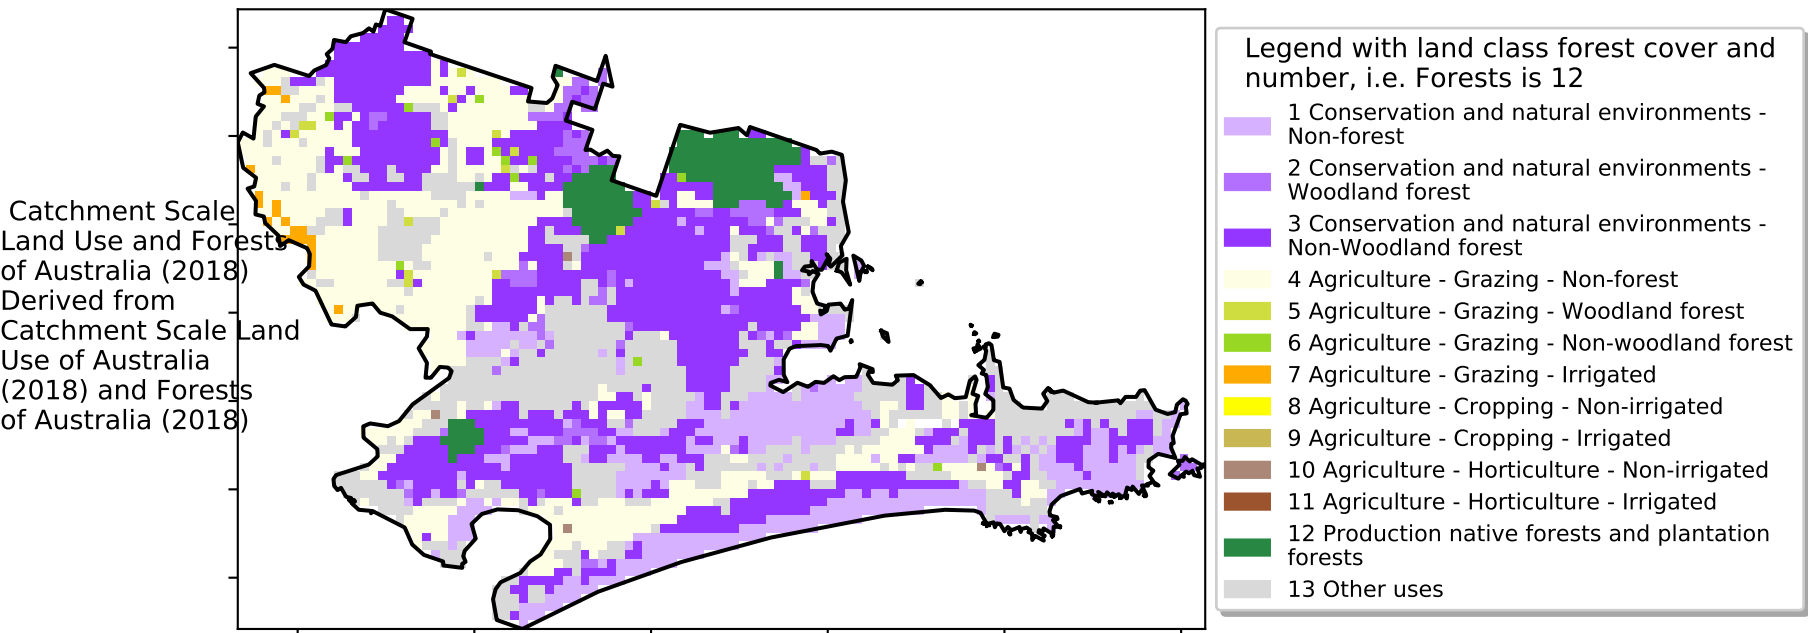 Catchment Scale
Land Use and Forests
of Australia (2018)
Derived from
Catchment Scale Land
Use of Australia
(2018) and Forests
of Australia (2018)
Legend with land class forest cover and
number, i.e. Forests is 12
1 Conservation and natural environments -
Non-forest
2 Conservation and natural environments -
Woodland forest
3 Conservation and natural environments -
Non-Woodland forest
4 Agriculture - Grazing - Non-forest
5 Agriculture - Grazing - Woodland forest
6 Agriculture - Grazing - Non-woodland forest
7 Agriculture - Grazing - Irrigated
8 Agriculture - Cropping - Non-irrigated
9 Agriculture - Cropping - Irrigated
10 Agriculture - Horticulture - Non-irrigated
11 Agriculture - Horticulture - Irrigated
12 Production native forests and plantation
forests
13 Other uses